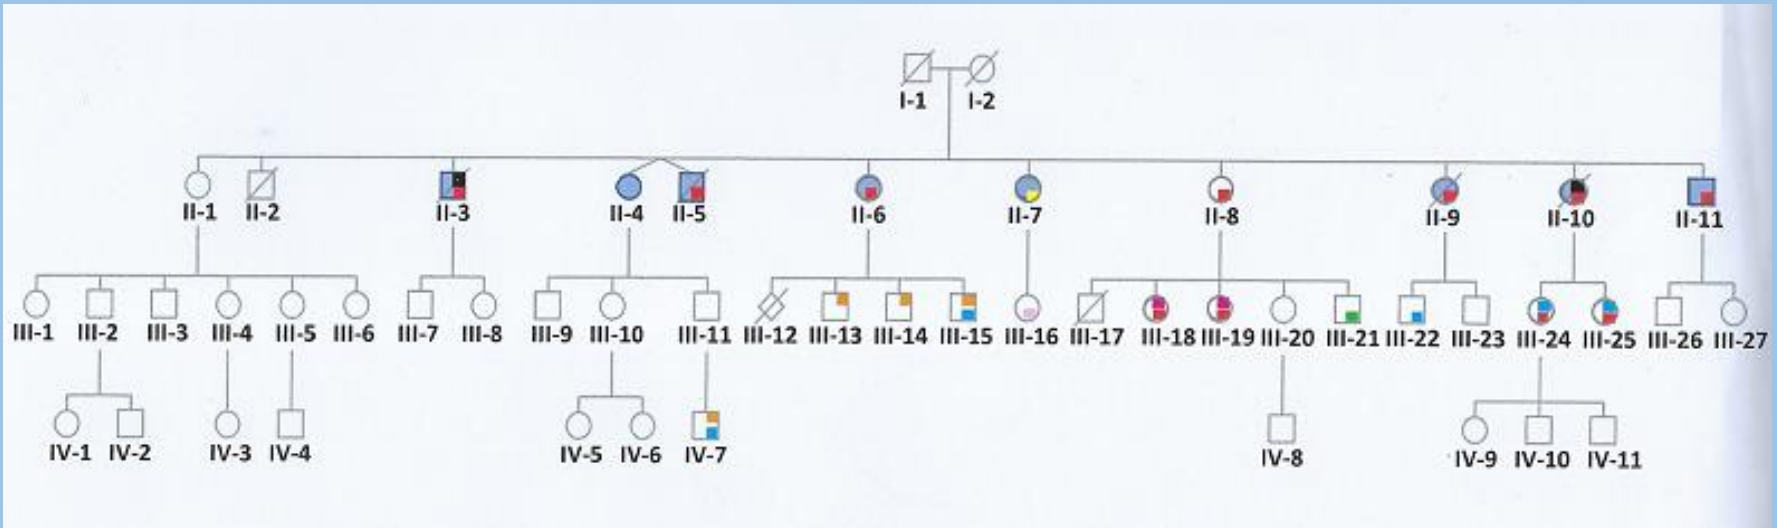 I-1 I-2
II-1 II-2 II-3 II-4 II-5 II-6 II-7 II-8 II-9 II-10 II-11
III-1 III-2 III-3 III-4 III-5 III-6 III-7 III-8 III-9 III-10 III-11 III-12 III-13 III-14 III-15 III-16 III-17 III-18 III-19 III-20 III-21 III-22 III-23 III-24 III-25 III-26 III-27
IV-1 IV-2 IV-3 IV-4 IV-5 IV-6 IV-7 IV-8 IV-9 IV-10 IV-11